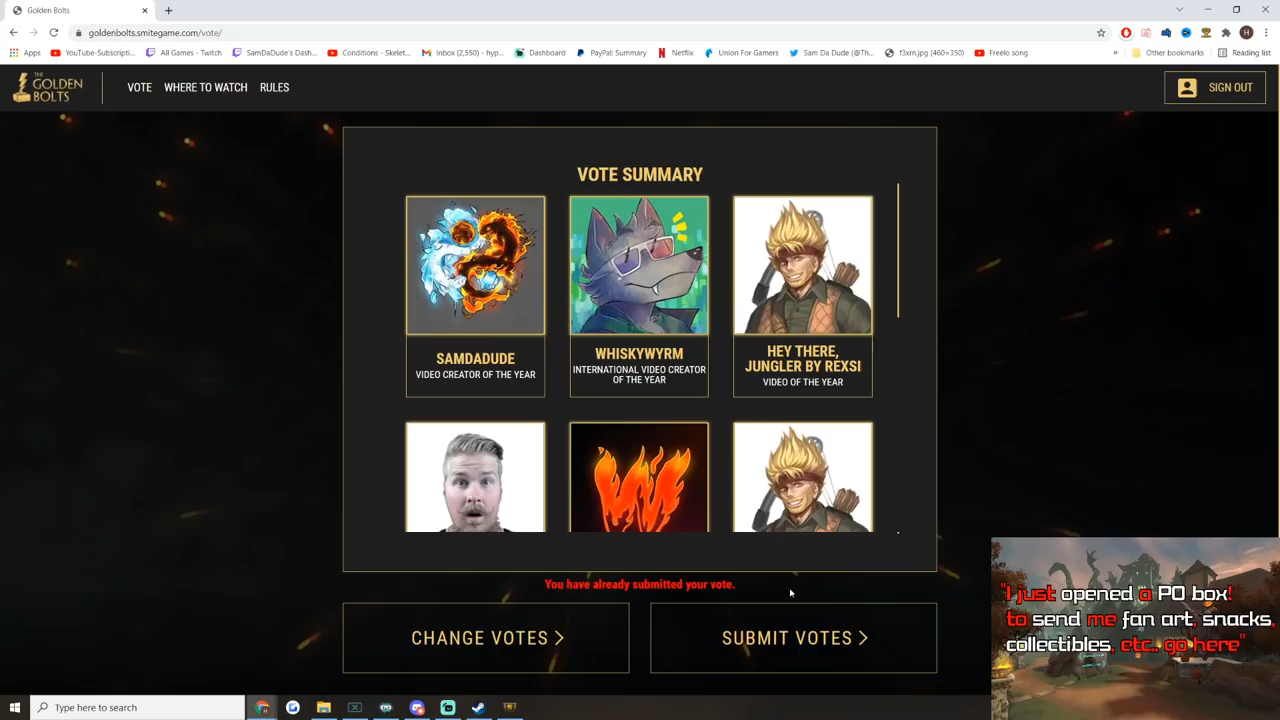 Golden Bolts
goldenbolts.smitegame.com/vote/
Apps YouTube-Subscripti... All Games - Twitch SamDaDude's Dash... Conditions - Skelet... Inbox (2,550) - hyp... Dashboard PayPal: Summary Netflix Union For Gamers Sam Da Dude (@Th... f3xrn.jpg (460×350) Freelo song » Other bookmarks Reading list
THE
GOLDEN
BOLTS
VOTE WHERE TO WATCH RULES SIGN OUT
VOTE SUMMARY
SAMDADUDE
VIDEO CREATOR OF THE YEAR
WHISKYWYRM
INTERNATIONAL VIDEO CREATOR
OF THE YEAR
HEY THERE,
JUNGLER BY REXSI
VIDEO OF THE YEAR
You have already submitted your vote.
CHANGE VOTES SUBMIT VOTES
"I just opened a PO box!
to send me fan art, snacks,
collectibles, etc.. go here"
Type here to search